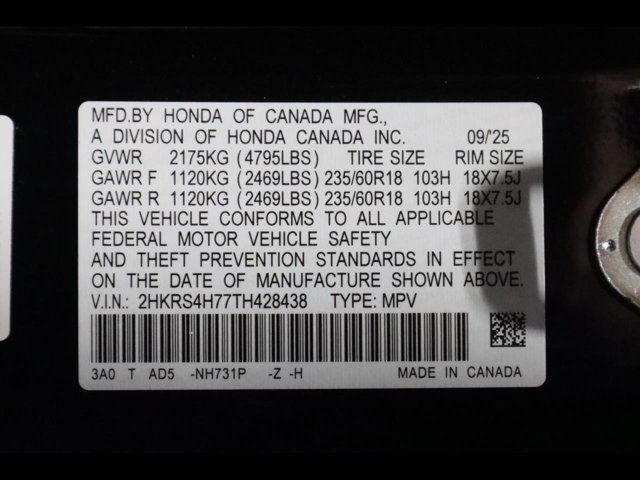 MFD.BY HONDA OF CANADA MFG.,
A DIVISION OF HONDA CANADA INC. 09/'25
GVWR 2175KG (4795LBS) TIRE SIZE RIM SIZE
GAWR F 1120KG (2469LBS) 235/60R18 103H 18X7.5J
GAWR R 1120KG (2469LBS) 235/60R18 103H 18X7.5J
THIS VEHICLE CONFORMS TO ALL APPLICABLE
FEDERAL MOTOR VEHICLE SAFETY
AND THEFT PREVENTION STANDARDS IN EFFECT
ON THE DATE OF MANUFACTURE SHOWN ABOVE.
V.I.N.: 2HKRS4H77TH428438 TYPE: MPV
3A0 T AD5 -NH731P -Z -H MADE IN CANADA